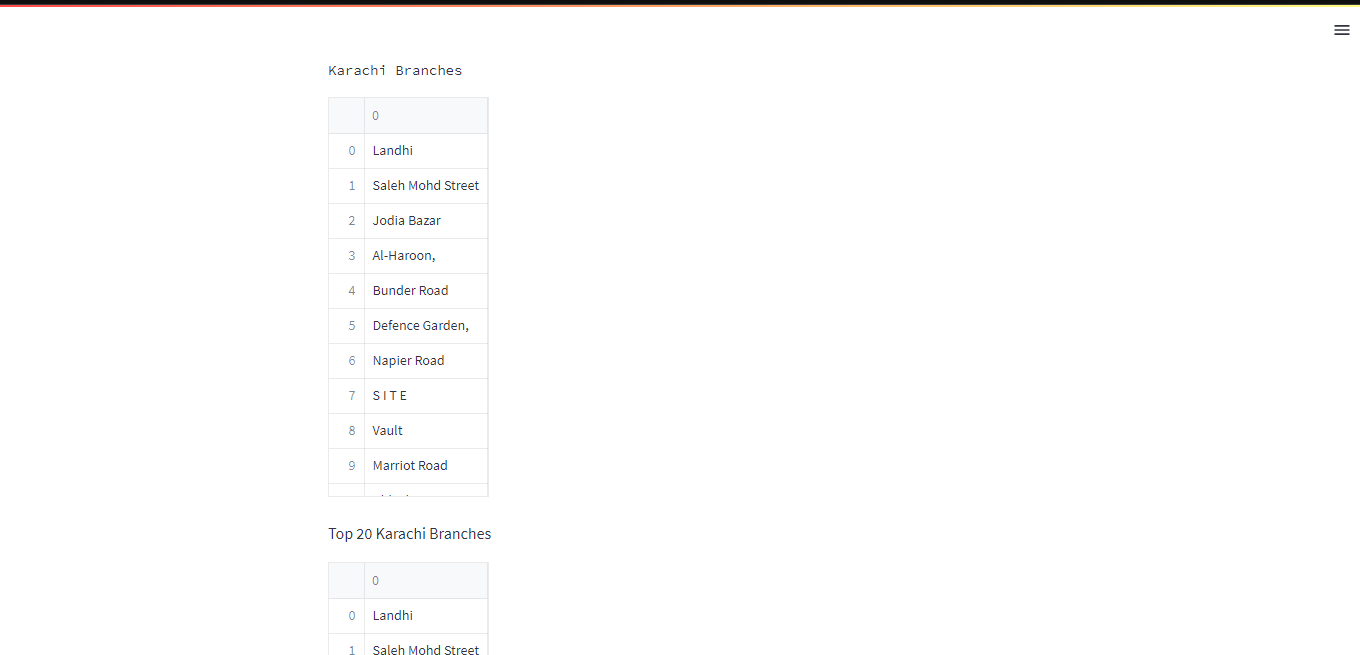 Karachi Branches
0
0 Landhi
1 Saleh Mohd Street
2 Jodia Bazar
3 Al-Haroon,
4 Bunder Road
5 Defence Garden,
6 Napier Road
7 S I T E
8 Vault
9 Marriot Road
Top 20 Karachi Branches
0
0 Landhi
1 Saleh Mohd Street